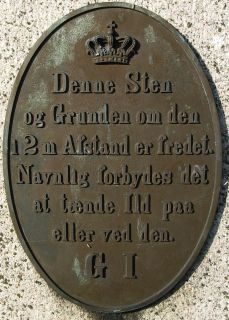 Denne Sten
og Grunden om den
12 m Afstand er fredet.
Navnlig forbydes det
at tænde Ild paa
eller ved den.
G I